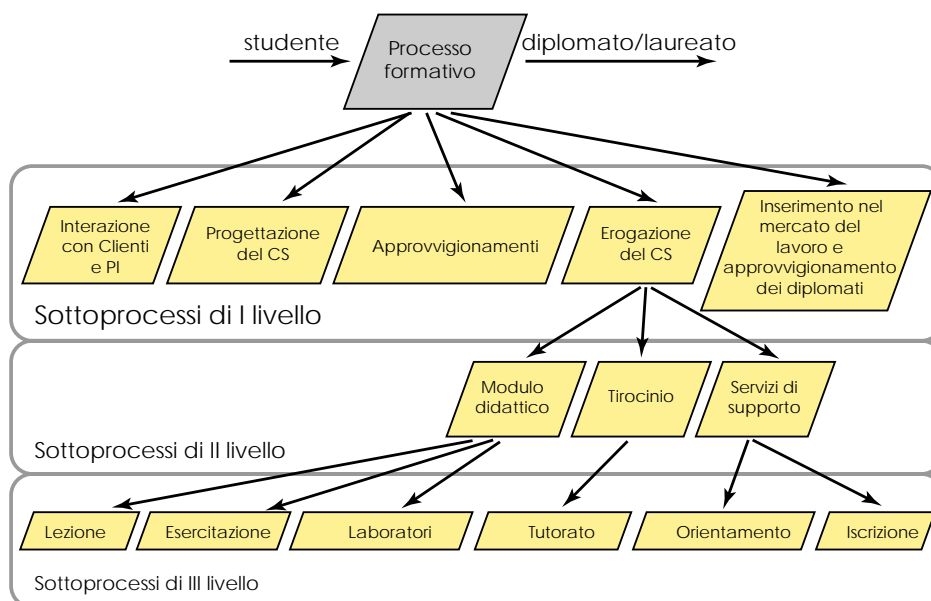 studente
Processo
formativo
diplomato/laureato
Interazione
con Clienti
e PI
Progettazione
del CS
Approvvigionamenti
Erogazione
del CS
Inserimento nel
mercato del
lavoro e
approvvigionamento
dei diplomati
Sottoprocessi di I livello
Modulo
didattico
Tirocinio
Servizi di
supporto
Sottoprocessi di II livello
Lezione
Esercitazione
Laboratori
Tutorato
Orientamento
Iscrizione
Sottoprocessi di III livello